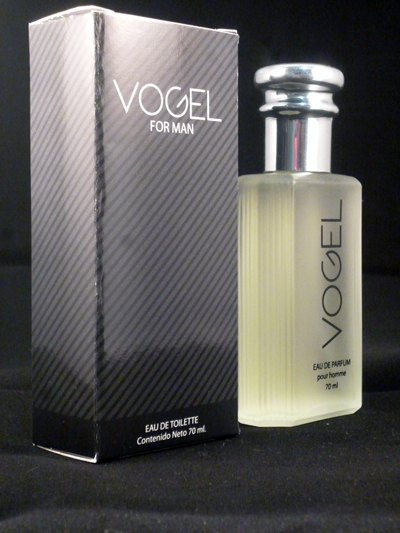 VOGEL
FOR MAN
EAU DE TOILETTE
Contenido Neto 70 ml.
VOGEL
EAU DE PARFUM
pour homme
70 ml